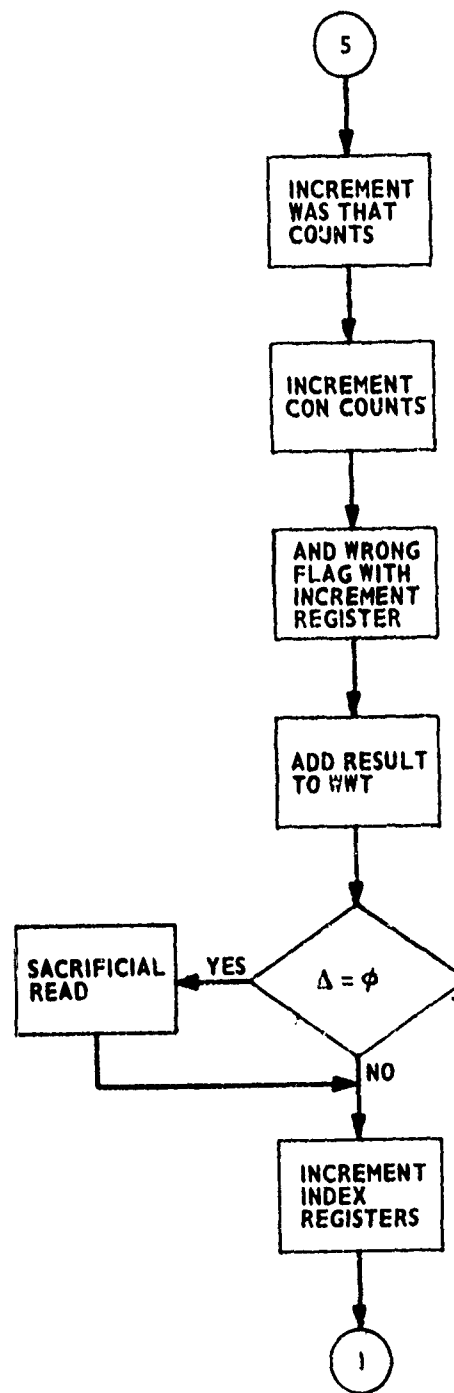 5
INCREMENT
WAS THAT
COUNTS
INCREMENT
CON COUNTS
AND WRONG
FLAG WITH
INCREMENT
REGISTER
ADD RESULT
TO WWT
Δ = φ
YES
SACRIFICIAL
READ
NO
INCREMENT
INDEX
REGISTERS
1